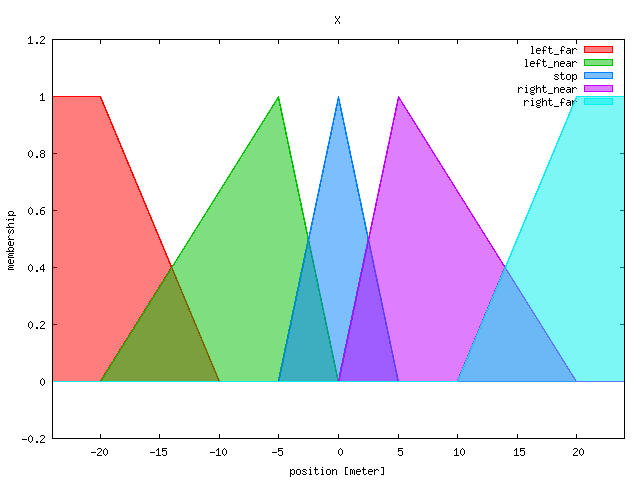 X
1.2
left_far
left_near
stop
right_near
right_far
1
0.8
0.6
0.4
0.2
0
-0.2
membership
-20 -15 -10 -5 0 5 10 15 20
position [meter]